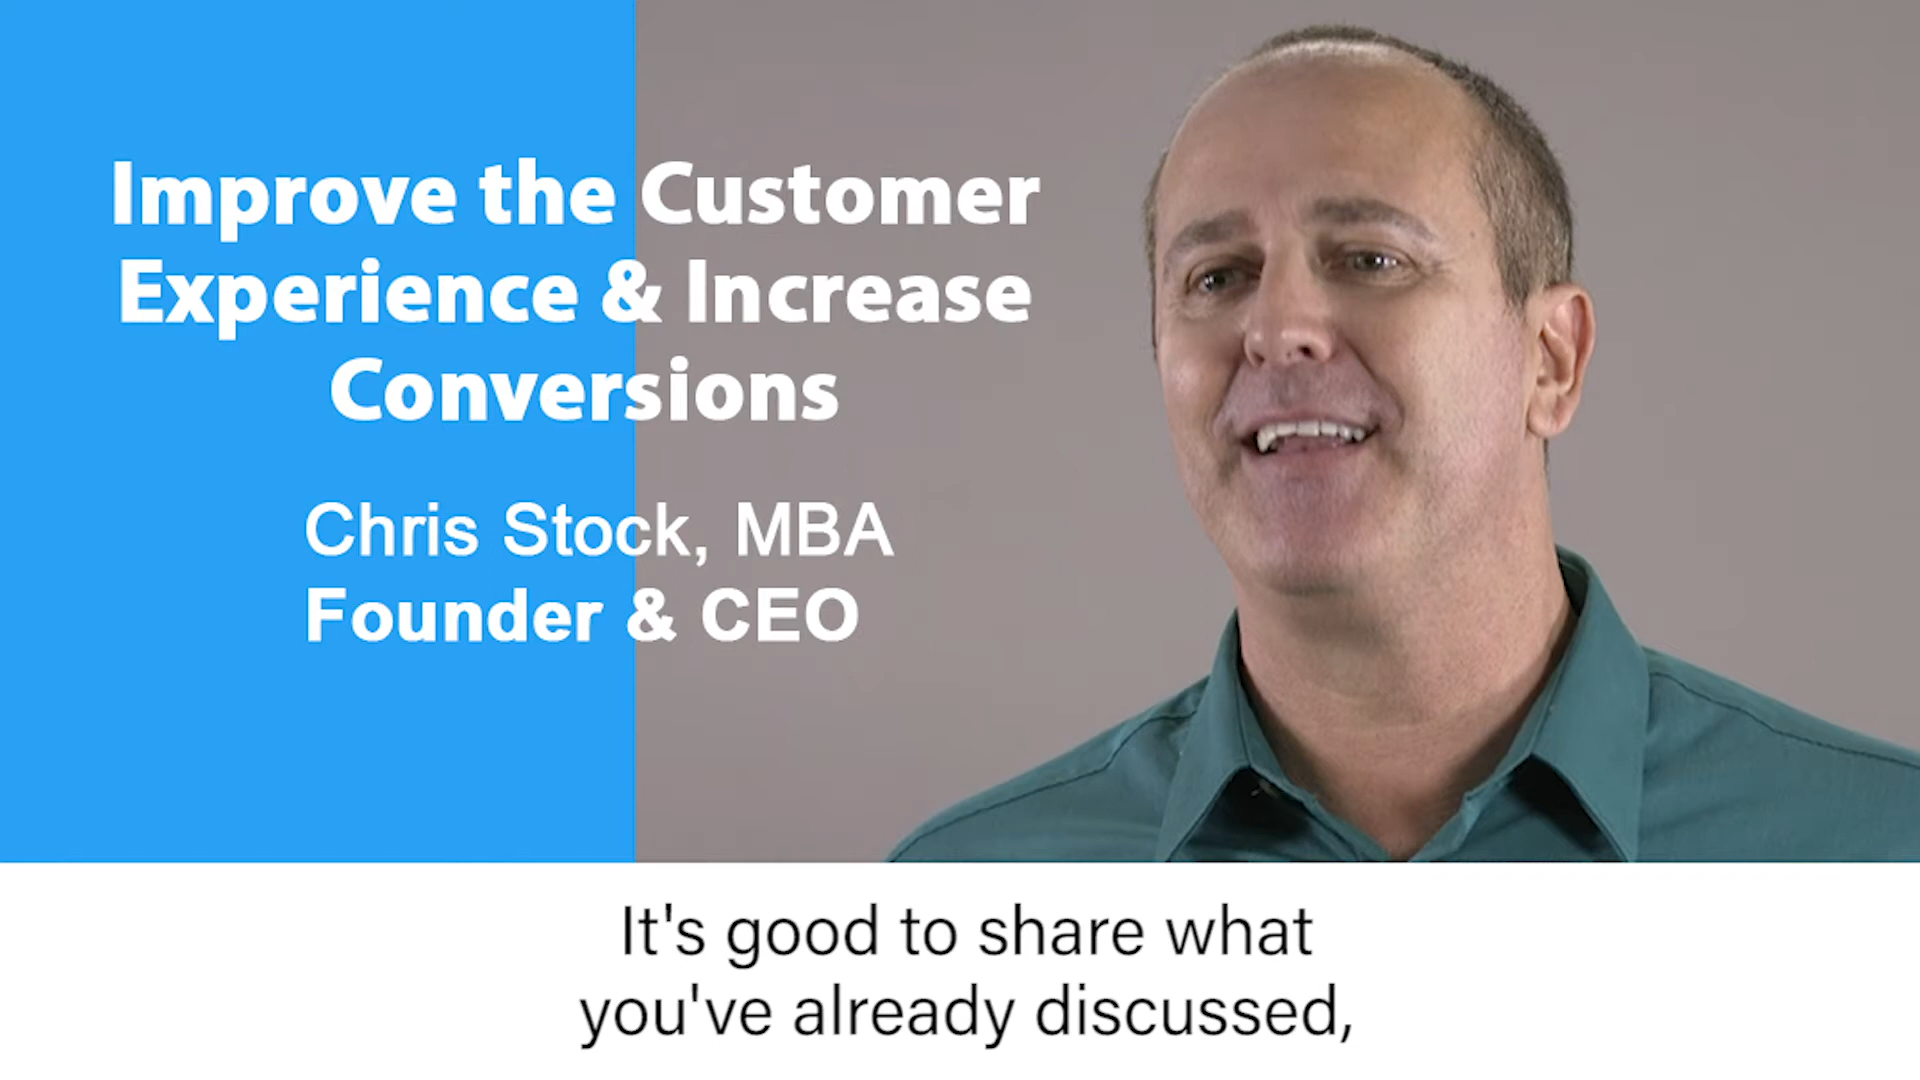 Improve the Customer
Experience & Increase
Conversions
Chris Stock, MBA
Founder & CEO
It's good to share what
you've already discussed,